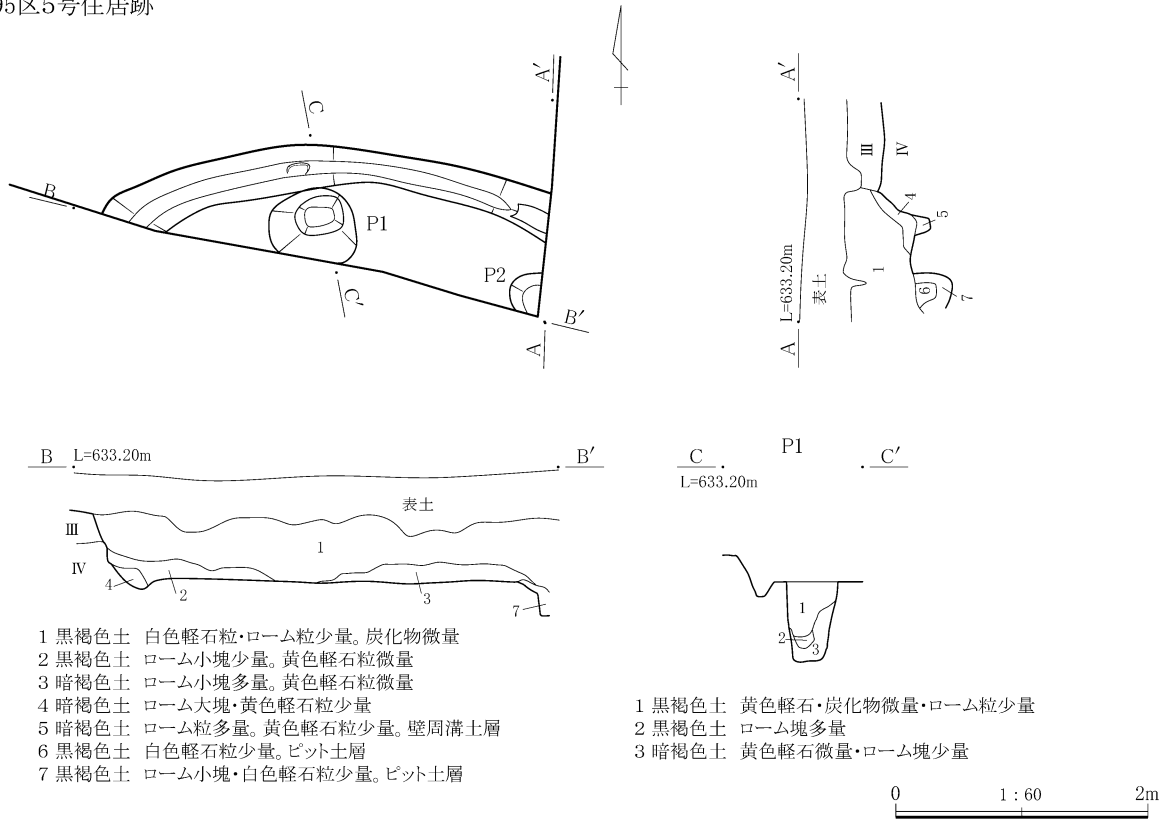 95区5号住居跡
A′
C
B
P1
P2
C′
B′
A
A′
Ⅲ
Ⅳ
4
5
1
6
7
L=633.20m
表土
A
B
L=633.20m
B′
表土
Ⅲ
1
Ⅳ
4
2
3
7
1 黒褐色土 白色軽石粒・ローム粒少量。炭化物微量
2 黒褐色土 ローム小塊少量。黄色軽石粒微量
3 暗褐色土 ローム小塊多量。黄色軽石粒微量
4 暗褐色土 ローム大塊・黄色軽石粒少量
5 暗褐色土 ローム粒多量。黄色軽石粒少量。壁周溝土層
6 黒褐色土 白色軽石粒少量。ピット土層
7 黒褐色土 ローム小塊・白色軽石粒少量。ピット土層
P1
C
C′
L=633.20m
1
2
3
1 黒褐色土 黄色軽石・炭化物微量・ローム粒少量
2 黒褐色土 ローム塊多量
3 暗褐色土 黄色軽石微量・ローム塊少量
0 1:60 2m